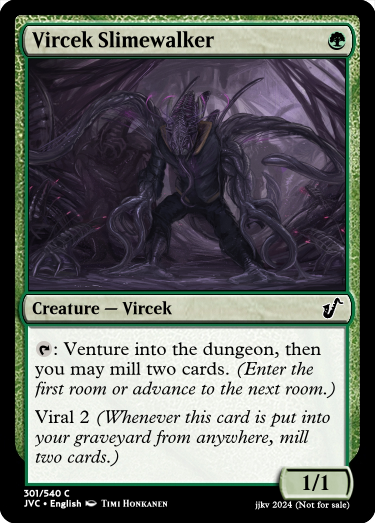 Vircek Slimewalker
Creature — Vircek
: Venture into the dungeon, then
you may mill two cards. (Enter the
first room or advance to the next room.)
Viral 2 (Whenever this card is put into
your graveyard from anywhere, mill
two cards.)
1/1
301/540 C
JVC • English Timi Honkanen
jjkv 2024 (Not for sale)